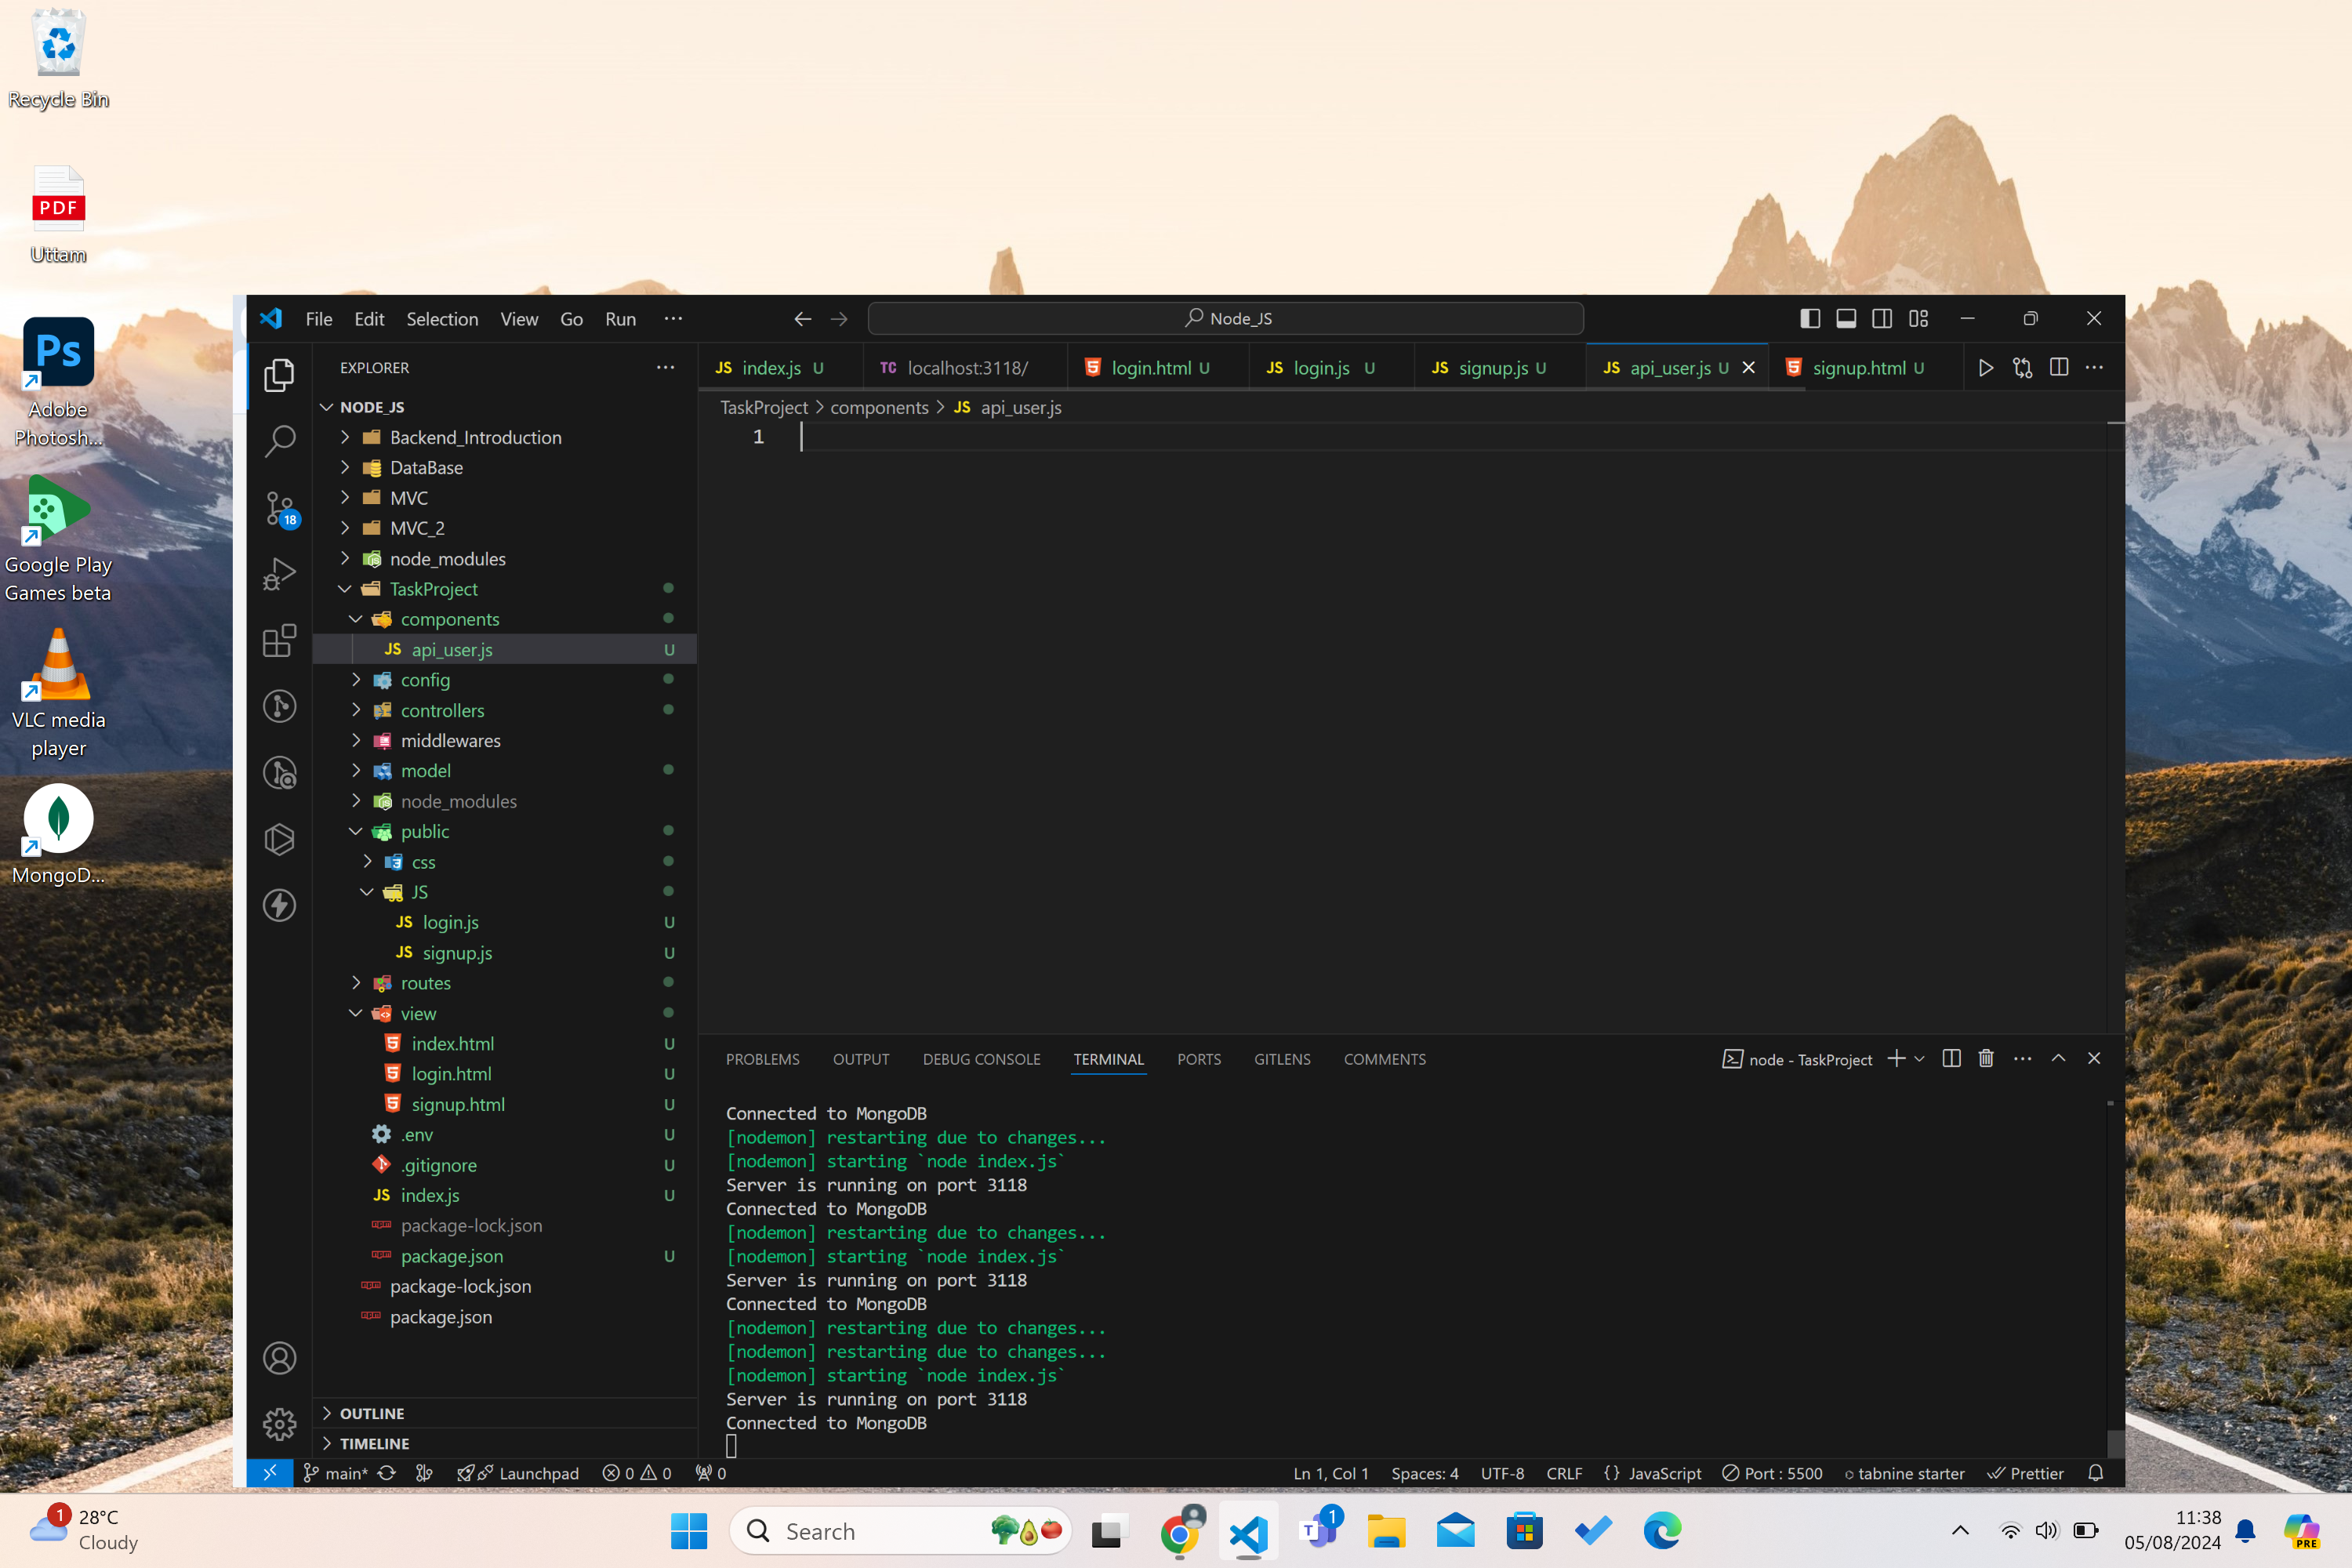 Recycle Bin
PDF
Uttam
Ps
Adobe
Photosh...
Google Play
Games beta
VLC media
player
MongoD...
File Edit Selection View Go Run ···
Node_JS
EXPLORER ···
NODE_JS
Backend_Introduction
DataBase
MVC
MVC_2
node_modules
TaskProject
components
JS api_user.js U
config
controllers
middlewares
model
node_modules
public
css
JS
JS login.js U
JS signup.js U
routes
view
index.html U
login.html U
signup.html U
.env U
.gitignore U
JS index.js U
package-lock.json
package.json U
package-lock.json
package.json
OUTLINE
TIMELINE
18
JS index.js U
TC localhost:3118/
5 login.html U
JS login.js U
JS signup.js U
JS api_user.js U
5 signup.html U
TaskProject > components > JS api_user.js
1
PROBLEMS OUTPUT DEBUG CONSOLE TERMINAL PORTS GITLENS COMMENTS
node - TaskProject
Connected to MongoDB
[nodemon] restarting due to changes...
[nodemon] starting `node index.js`
Server is running on port 3118
Connected to MongoDB
[nodemon] restarting due to changes...
[nodemon] starting `node index.js`
Server is running on port 3118
Connected to MongoDB
[nodemon] restarting due to changes...
[nodemon] restarting due to changes...
[nodemon] starting `node index.js`
Server is running on port 3118
Connected to MongoDB
main* Launchpad 0 0 0
Ln 1, Col 1 Spaces: 4 UTF-8 CRLF {} JavaScript Port : 5500 tabnine starter Prettier
1
28°C
Cloudy
Search
T
1
11:38
05/08/2024
PRE